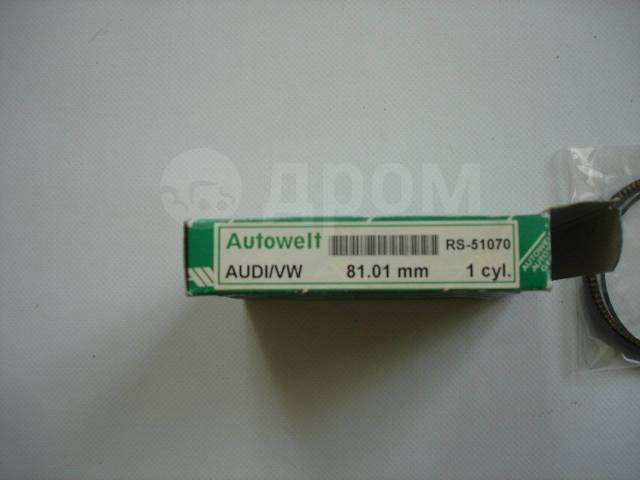 ДРОМ
Autowelt RS-51070
AUDI/VW 81.01 mm 1 cyl.